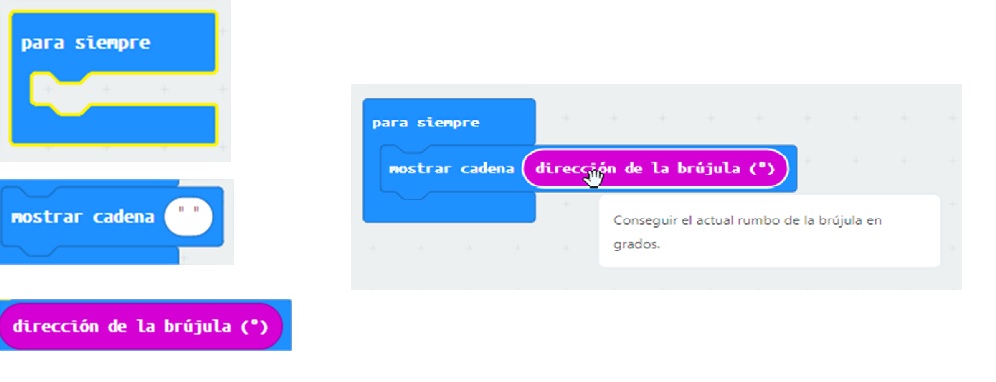 para siempre
mostrar cadena " "
dirección de la brújula (°)
para siempre
mostrar cadena dirección de la brújula (°)
Conseguir el actual rumbo de la brújula en
grados.